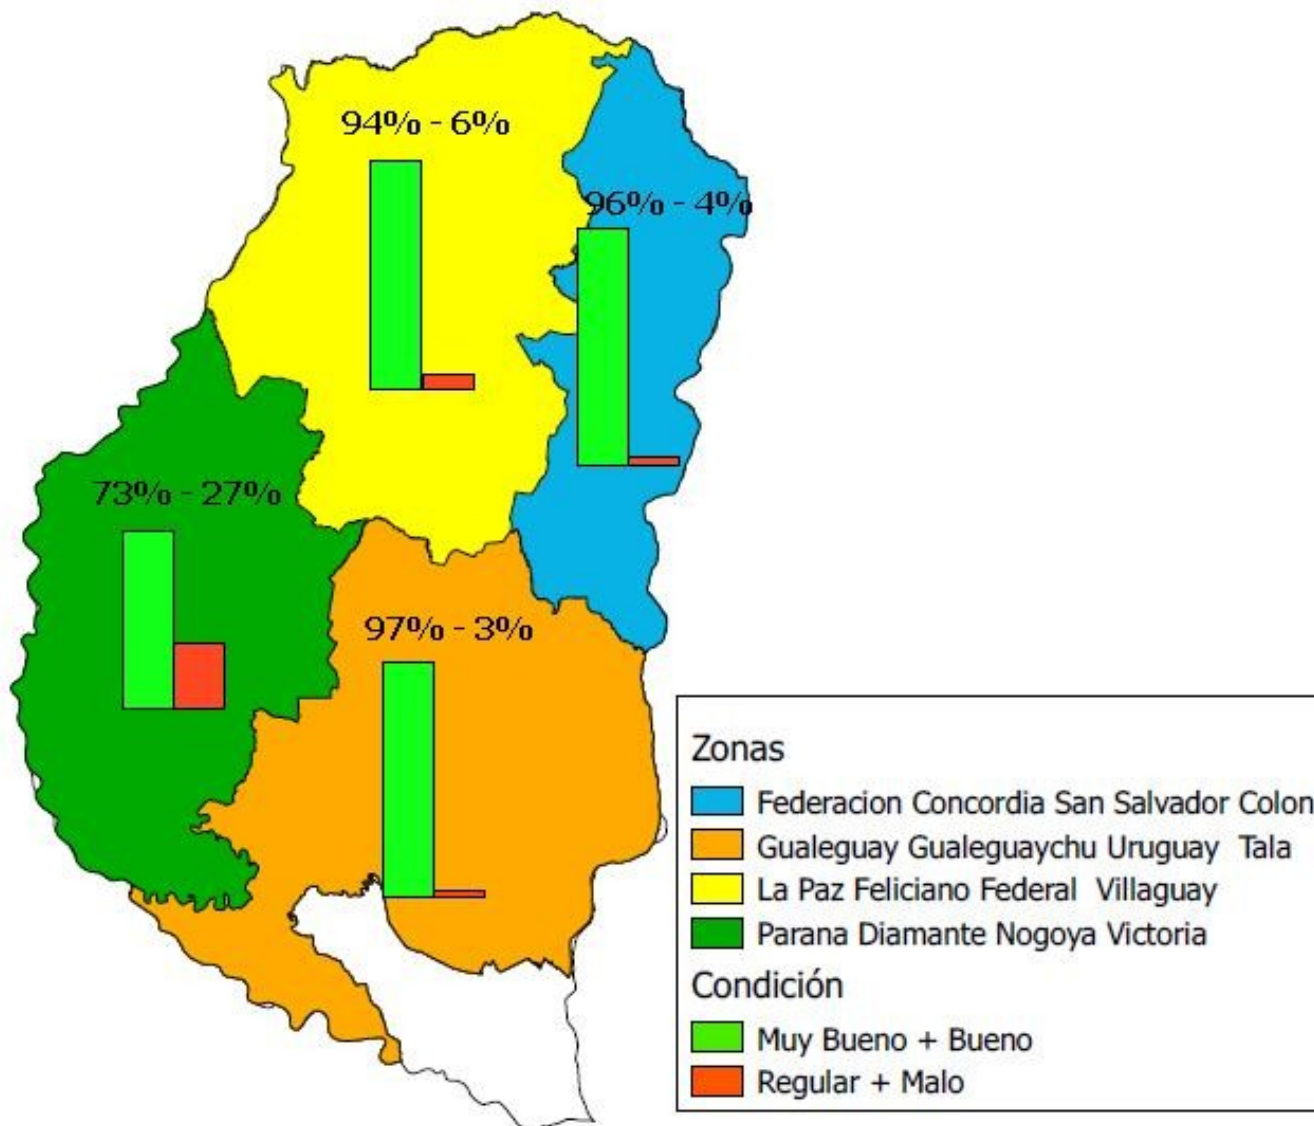 94% - 6%
96% - 4%
73% - 27%
97% - 3%
Zonas
Federacion Concordia San Salvador Colon
Gualeguay Gualeguaychu Uruguay Tala
La Paz Feliciano Federal Villaguay
Parana Diamante Nogoya Victoria
Condición
Muy Bueno + Bueno
Regular + Malo